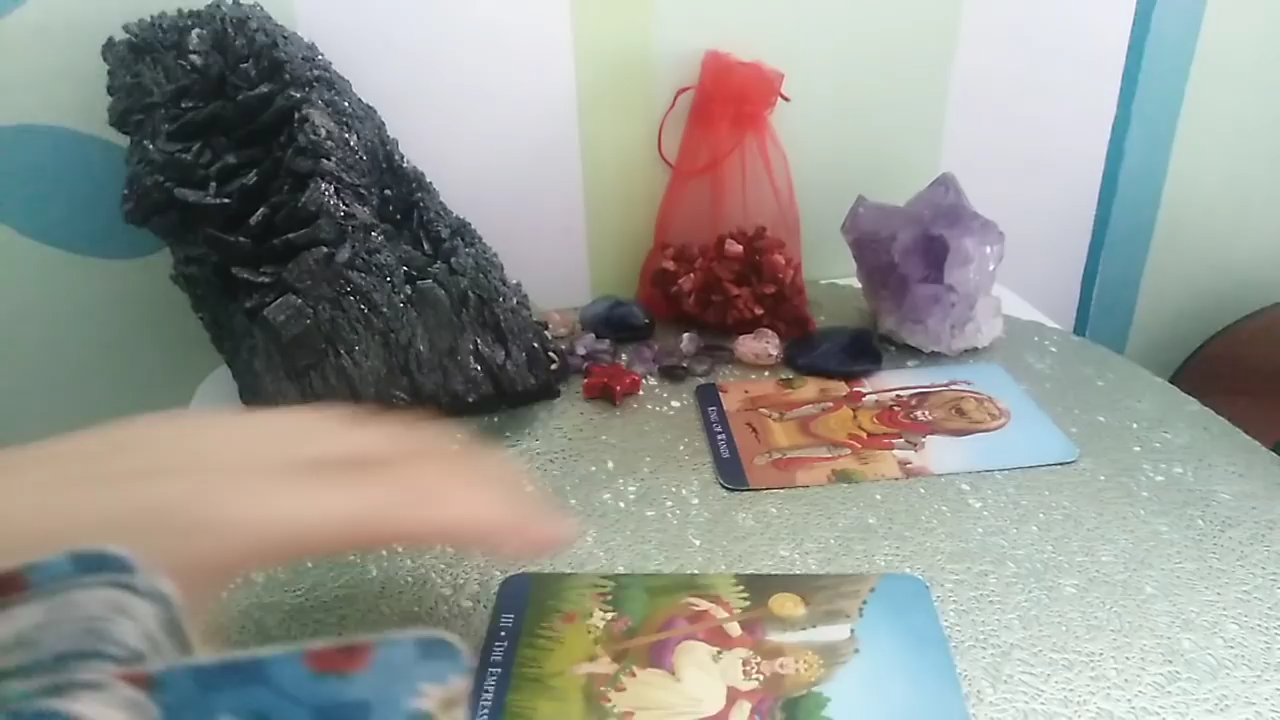 KING OF WANDS
III • THE EMPRESS